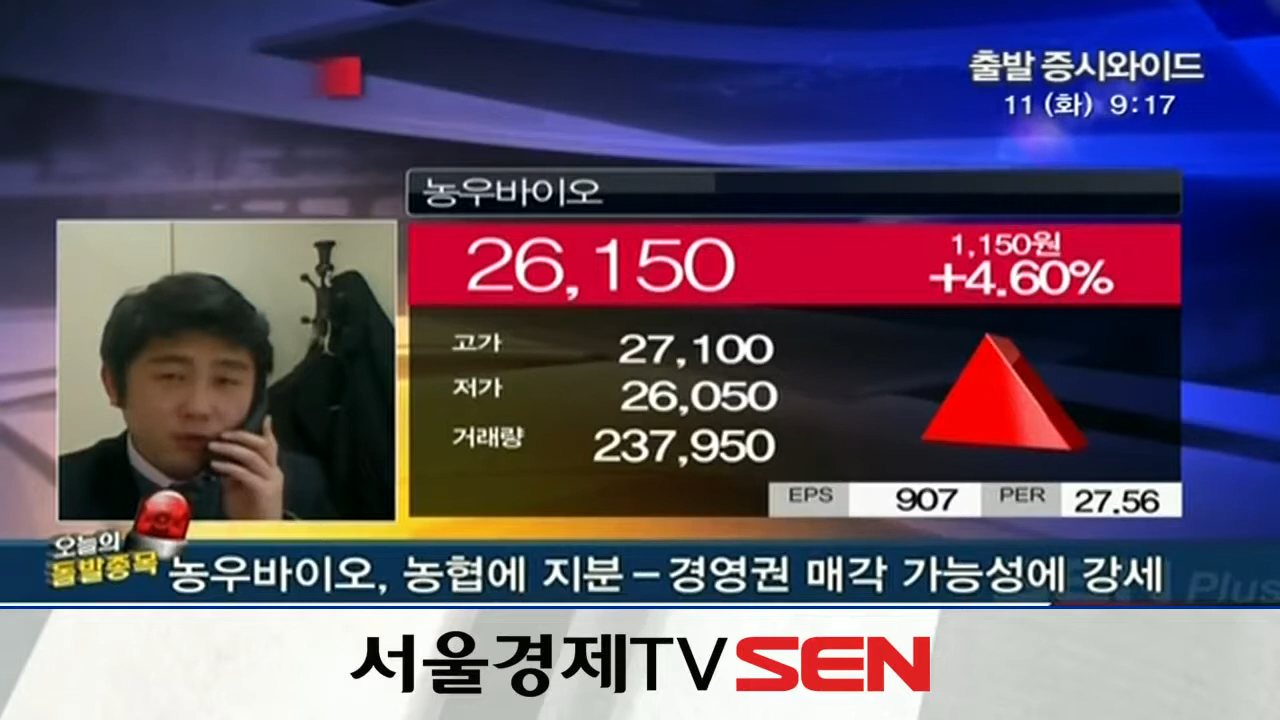 출발 증시와이드
11 (화) 9:17
농우바이오
26,150
1,150원
+4.60%
고가 27,100
저가 26,050
거래량 237,950
EPS 907 PER 27.56
오늘의
돌발종목
농우바이오, 농협에 지분-경영권 매각 가능성에 강세
Plus
서울경제TV SEN